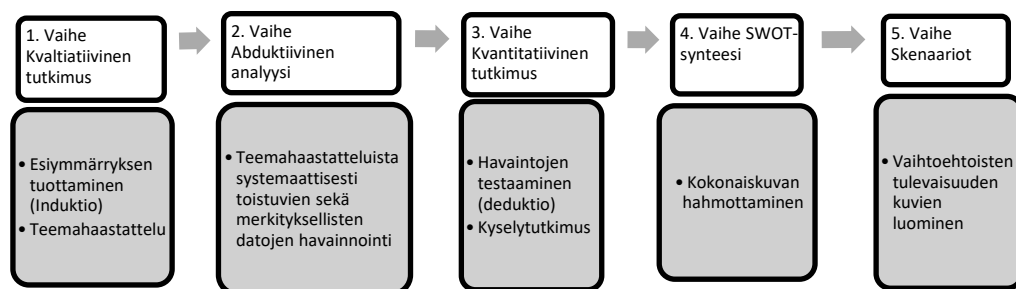 1. Vaihe
Kvaltiatiivinen
tutkimus
• Esiymmärryksen
tuottaminen
(Induktio)
• Teemahaastattelu
2. Vaihe
Abduktiivinen
analyysi
• Teemahaastatteluista
systemaattisesti
toistuvien sekä
merkityksellisten
datojen havainnointi
3. Vaihe
Kvantitatiivinen
tutkimus
• Havaintojen
testaaminen
(deduktio)
• Kyselytutkimus
4. Vaihe SWOT-
synteesi
• Kokonaiskuvan
hahmottaminen
5. Vaihe
Skenaariot
• Vaihtoehtoisten
tulevaisuuden
kuvien
luominen